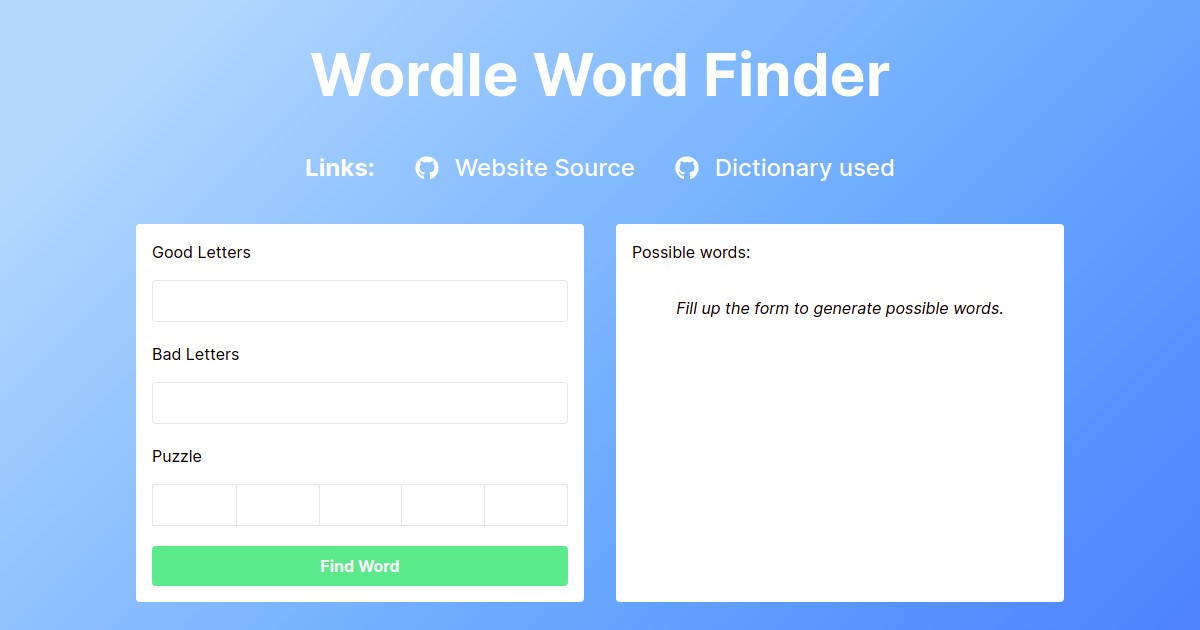 Wordle Word Finder
Links: Website Source Dictionary used
Good Letters
Bad Letters
Puzzle
Find Word
Possible words:
Fill up the form to generate possible words.